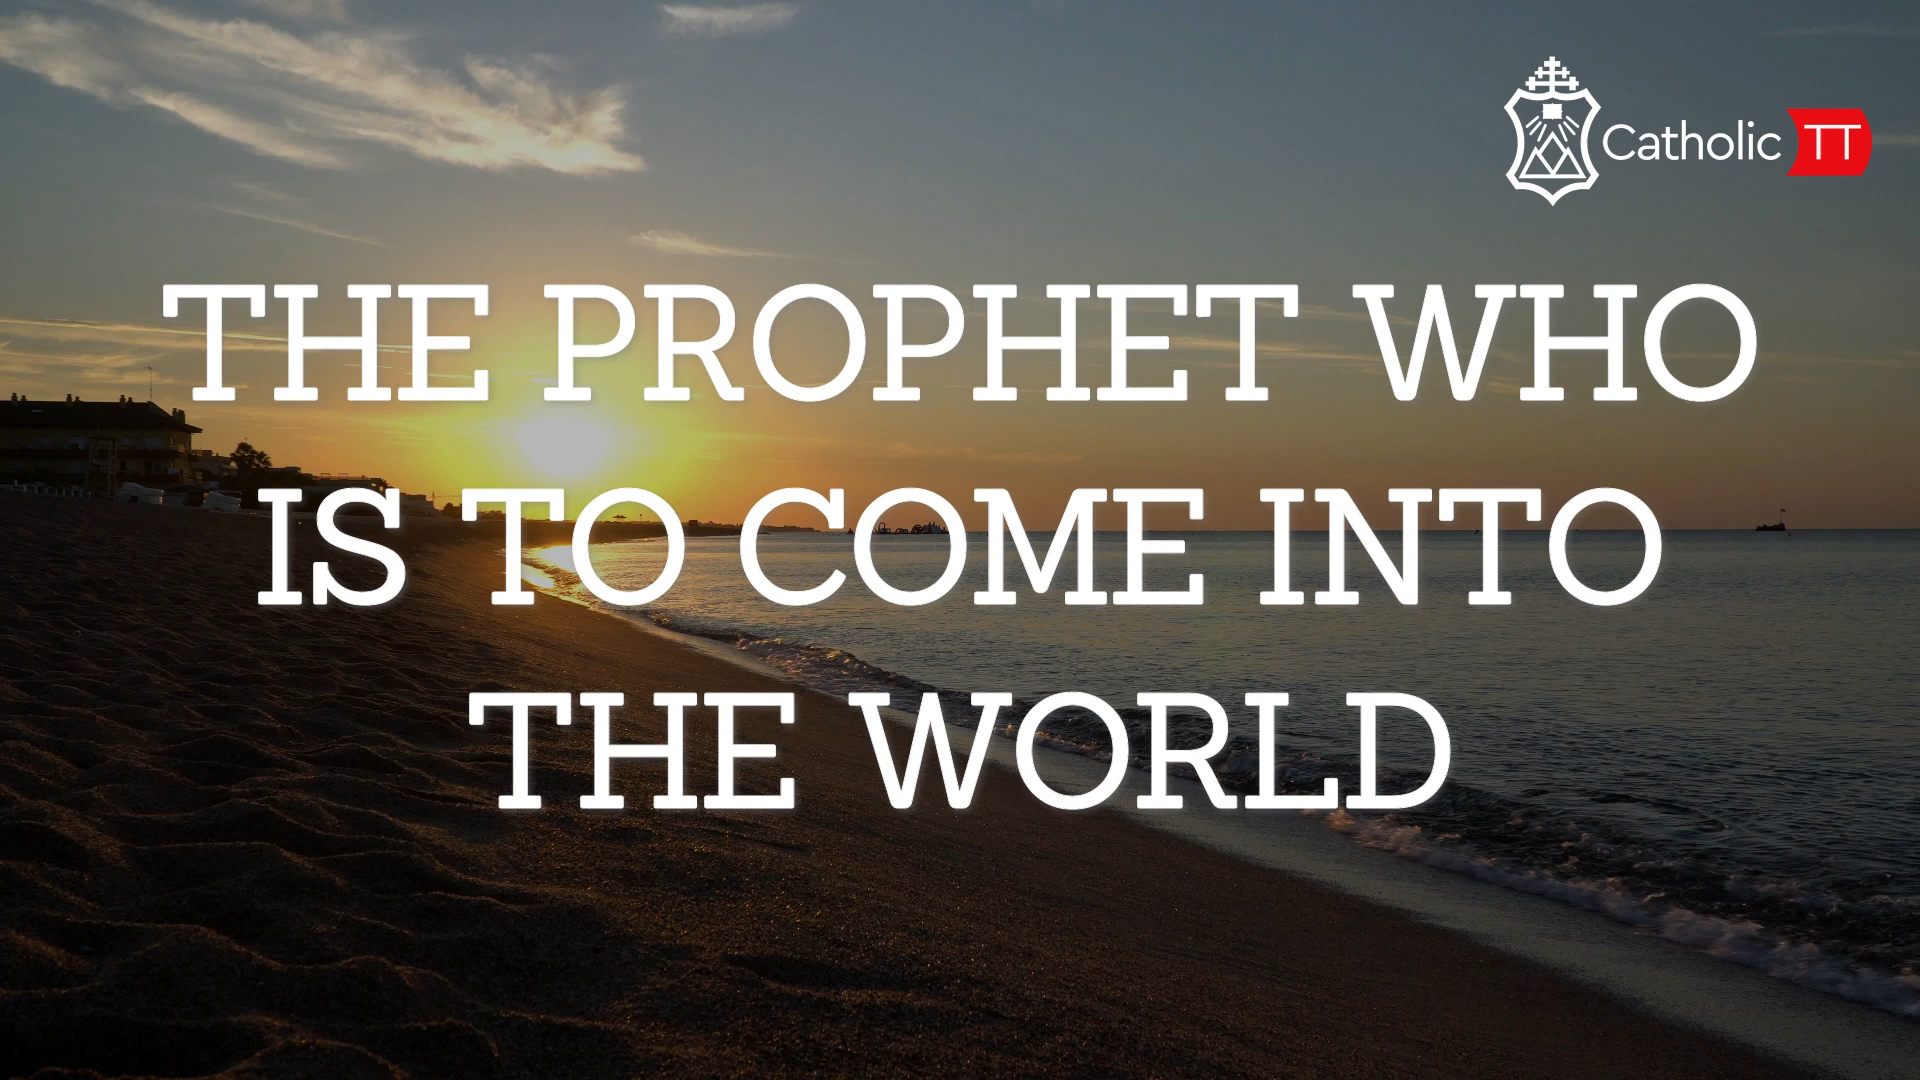 Catholic TT
THE PROPHET WHO
IS TO COME INTO
THE WORLD